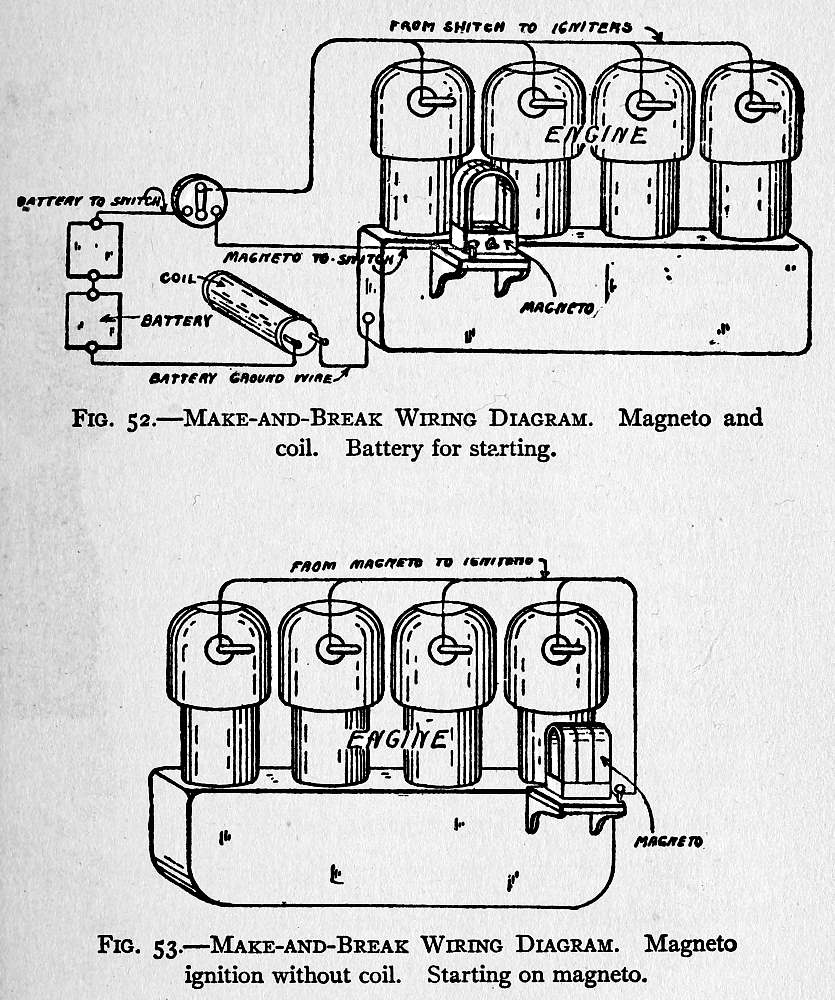 FROM SWITCH TO IGNITERS
ENGINE
BATTERY TO SWITCH
MAGNETO TO SWITCH
COIL
MAGNETO
BATTERY
BATTERY GROUND WIRE
FIG. 52.—MAKE-AND-BREAK WIRING DIAGRAM. Magneto and
coil. Battery for starting.
FROM MAGNETO TO
ENGINE
MAGNETO
FIG. 53.—MAKE-AND-BREAK WIRING DIAGRAM. Magneto
ignition without coil. Starting on magneto.